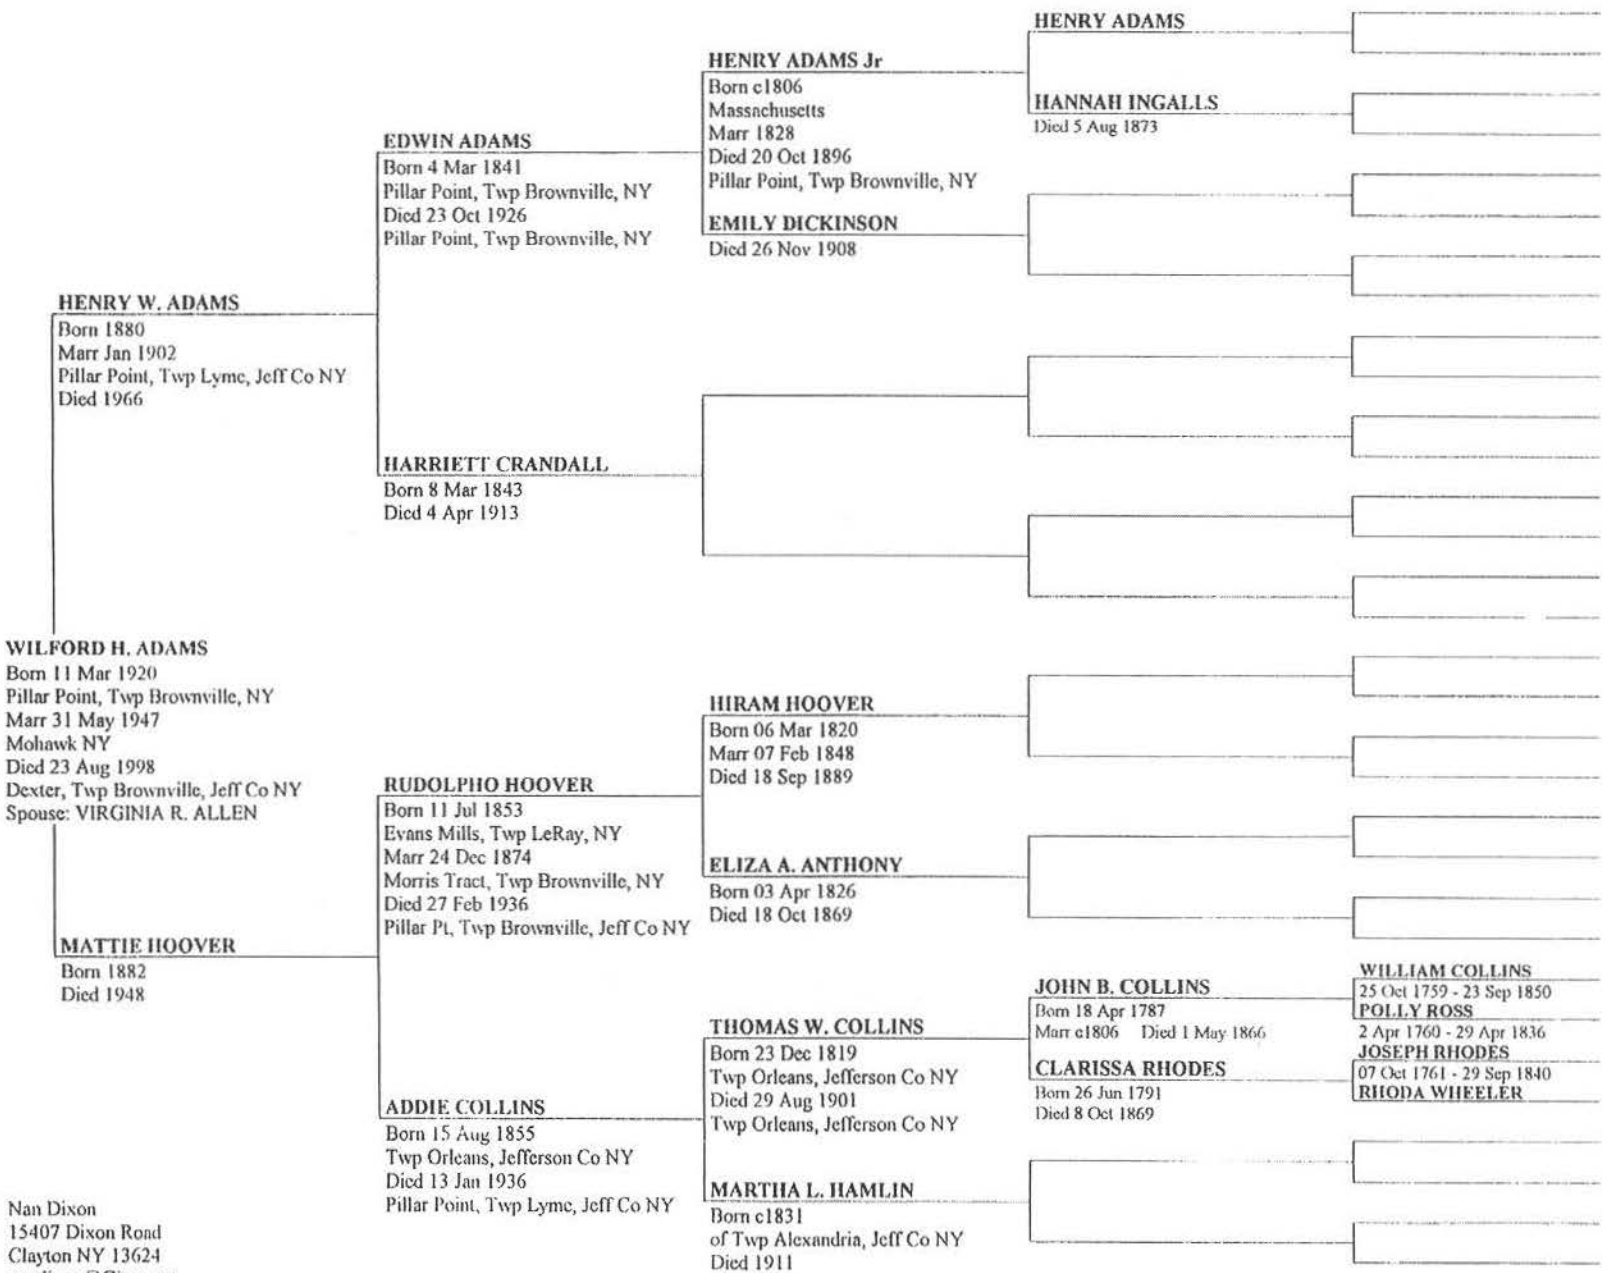 HENRY ADAMS
HANNAH INGALLS
Died 5 Aug 1873
HENRY ADAMS Jr
Born c1806
Massachusetts
Marr 1828
Died 20 Oct 1896
Pillar Point, Twp Brownville, NY
EMILY DICKINSON
Died 26 Nov 1908
EDWIN ADAMS
Born 4 Mar 1841
Pillar Point, Twp Brownville, NY
Died 23 Oct 1926
Pillar Point, Twp Brownville, NY
HENRY W. ADAMS
Born 1880
Marr Jan 1902
Pillar Point, Twp Lyme, Jeff Co NY
Died 1966
HARRIETT CRANDALL
Born 8 Mar 1843
Died 4 Apr 1913
WILFORD H. ADAMS
Born 11 Mar 1920
Pillar Point, Twp Brownville, NY
Marr 31 May 1947
Mohawk NY
Died 23 Aug 1998
Dexter, Twp Brownville, Jeff Co NY
Spouse: VIRGINIA R. ALLEN
HIRAM HOOVER
Born 06 Mar 1820
Marr 07 Feb 1848
Died 18 Sep 1889
RUDOLPHO HOOVER
Born 11 Jul 1853
Evans Mills, Twp LeRay, NY
Marr 24 Dec 1874
Morris Tract, Twp Brownville, NY
Died 27 Feb 1936
Pillar Pt, Twp Brownville, Jeff Co NY
ELIZA A. ANTHONY
Born 03 Apr 1826
Died 18 Oct 1869
MATTIE HOOVER
Born 1882
Died 1948
JOHN B. COLLINS
Born 18 Apr 1787
Marr c1806 Died 1 May 1866
WILLIAM COLLINS
25 Oct 1759 - 23 Sep 1850
POLLY ROSS
2 Apr 1760 - 29 Apr 1836
JOSEPH RHODES
07 Oct 1761 - 29 Sep 1840
RHODA WHEELER
CLARISSA RHODES
Born 26 Jun 1791
Died 8 Oct 1869
THOMAS W. COLLINS
Born 23 Dec 1819
Twp Orleans, Jefferson Co NY
Died 29 Aug 1901
Twp Orleans, Jefferson Co NY
ADDIE COLLINS
Born 15 Aug 1855
Twp Orleans, Jefferson Co NY
Died 13 Jan 1936
Pillar Point, Twp Lyme, Jeff Co NY
MARTHA L. HAMLIN
Born c1831
of Twp Alexandria, Jeff Co NY
Died 1911
Nan Dixon
15407 Dixon Road
Clayton NY 13624